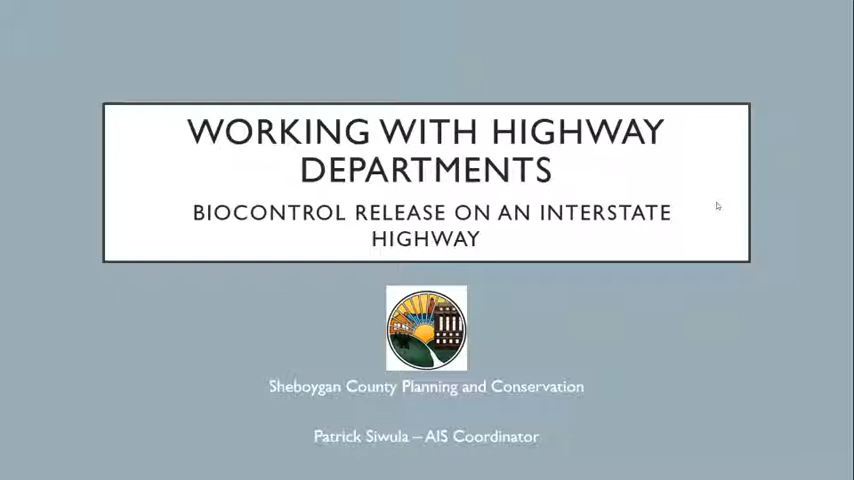 WORKING WITH HIGHWAY
DEPARTMENTS
BIOCONTROL RELEASE ON AN INTERSTATE
HIGHWAY
Sheboygan County Planning and Conservation
Patrick Siwula – AIS Coordinator